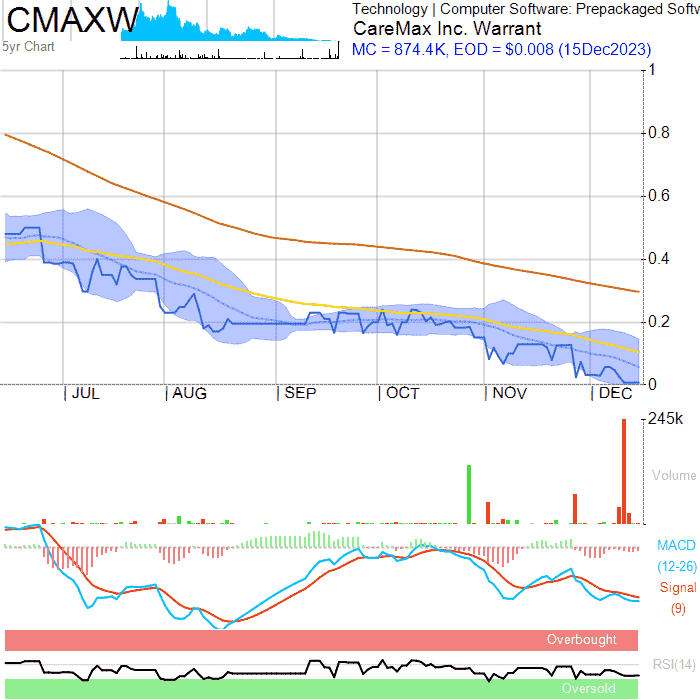 CMAXW
Technology | Computer Software: Prepackaged Softw
CareMax Inc. Warrant
MC = 874.4K, EOD = $0.008 (15Dec2023)
5yr Chart
1
0.8
0.6
0.4
0.2
0
JUL AUG SEP OCT NOV DEC
245k
Volume
MACD
(12-26)
Signal
(9)
Overbought
RSI(14)
Oversold